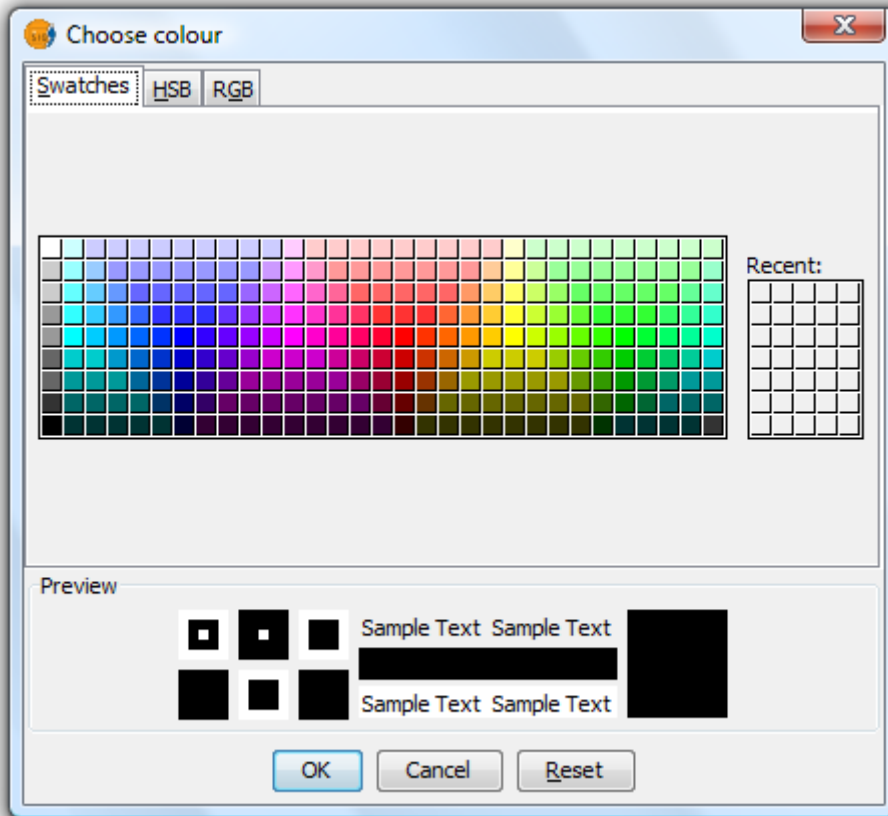 Choose colour
Swatches HSB RGB
Recent:
Preview
Sample Text Sample Text
Sample Text Sample Text
OK Cancel Reset